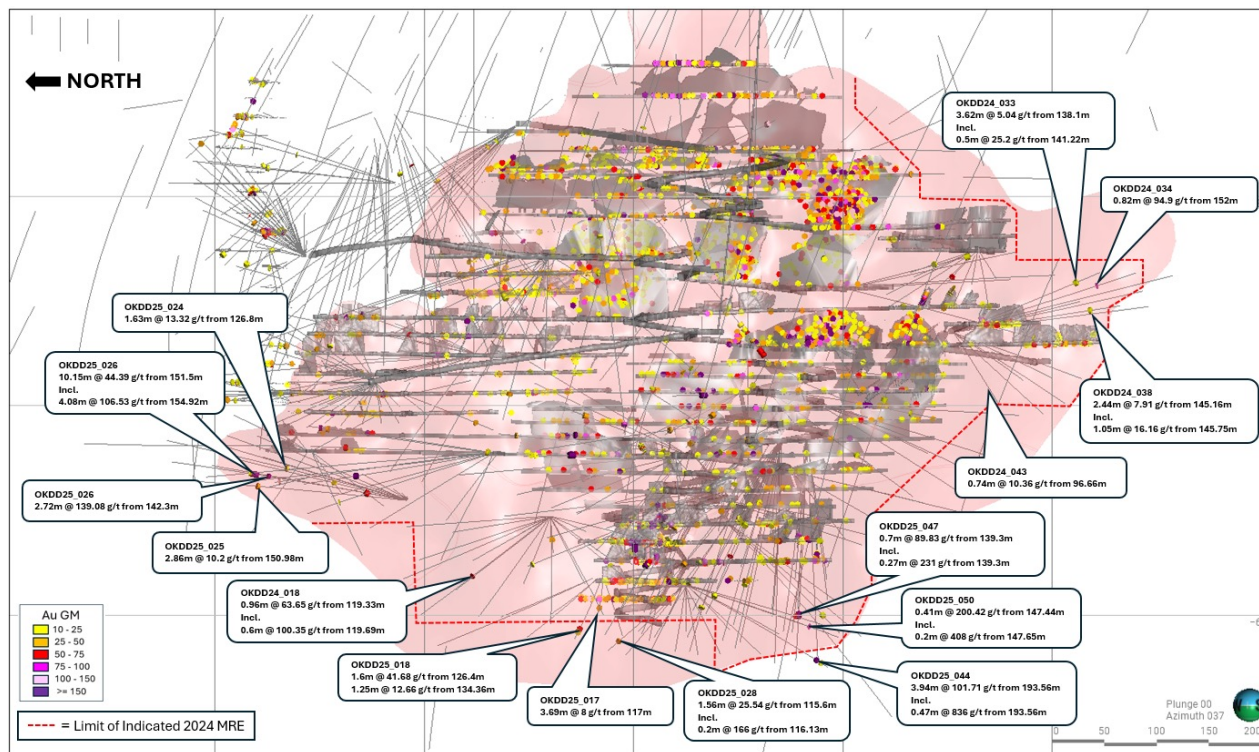 NORTH
OKDD24_033
3.62m @ 5.04 g/t from 138.1m
Incl.
0.5m @ 25.2 g/t from 141.22m
OKDD24_034
0.82m @ 94.9 g/t from 152m
OKDD25_024
1.63m @ 13.32 g/t from 126.8m
OKDD25_026
10.15m @ 44.39 g/t from 151.5m
Incl.
4.08m @ 106.53 g/t from 154.92m
OKDD24_038
2.44m @ 7.91 g/t from 145.16m
Incl.
1.05m @ 16.16 g/t from 145.75m
OKDD24_043
0.74m @ 10.36 g/t from 96.66m
OKDD25_026
2.72m @ 139.08 g/t from 142.3m
OKDD25_025
2.86m @ 10.2 g/t from 150.98m
OKDD25_047
0.7m @ 89.83 g/t from 139.3m
Incl.
0.27m @ 231 g/t from 139.3m
OKDD24_018
0.96m @ 63.65 g/t from 119.33m
Incl.
0.6m @ 100.35 g/t from 119.69m
OKDD25_050
0.41m @ 200.42 g/t from 147.44m
Incl.
0.2m @ 408 g/t from 147.65m
OKDD25_018
1.6m @ 41.68 g/t from 126.4m
1.25m @ 12.66 g/t from 134.36m
OKDD25_017
3.69m @ 8 g/t from 117m
OKDD25_028
1.56m @ 25.54 g/t from 115.6m
Incl.
0.2m @ 166 g/t from 116.13m
OKDD25_044
3.94m @ 101.71 g/t from 193.56m
Incl.
0.47m @ 836 g/t from 193.56m
Au GM
10 - 25
25 - 50
50 - 75
75 - 100
100 - 150
>= 150
= Limit of Indicated 2024 MRE
Plunge 00
Azimuth 037
0 50 100 150